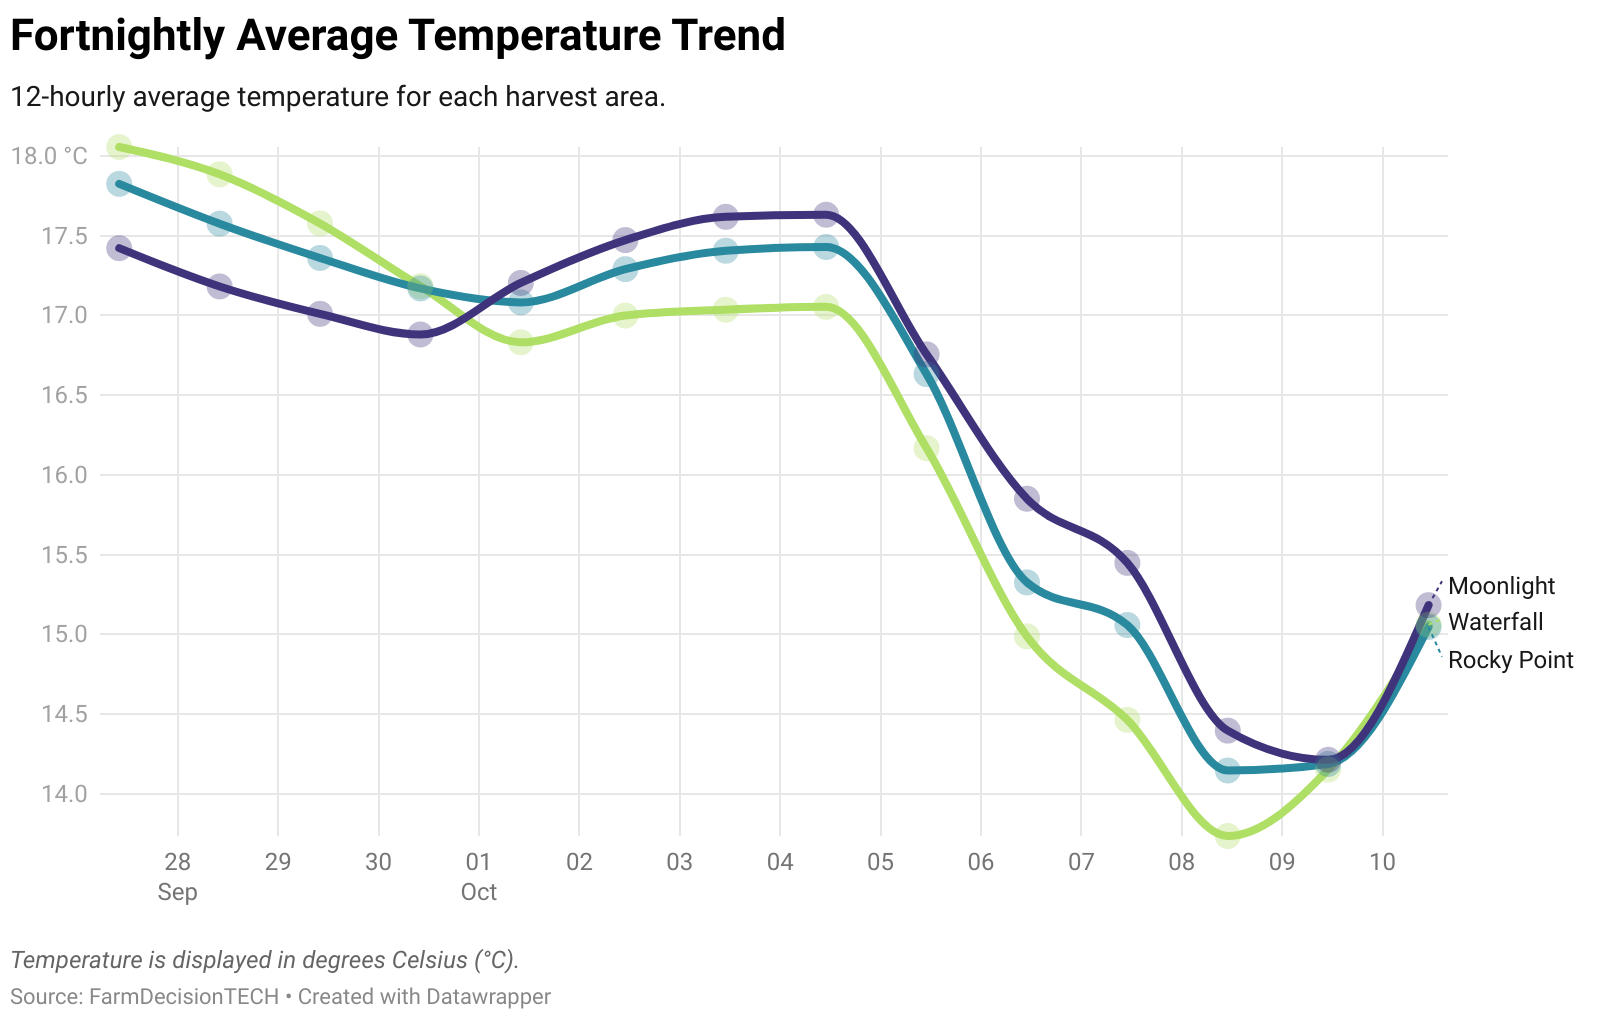 Fortnightly Average Temperature Trend
12-hourly average temperature for each harvest area.
18.0 °C
17.5
17.0
16.5
16.0
15.5
15.0
14.5
14.0
Moonlight
Waterfall
Rocky Point
28 29 30 01 02 03 04 05 06 07 08 09 10
Sep Oct
Temperature is displayed in degrees Celsius (°C).
Source: FarmDecisionTECH • Created with Datawrapper